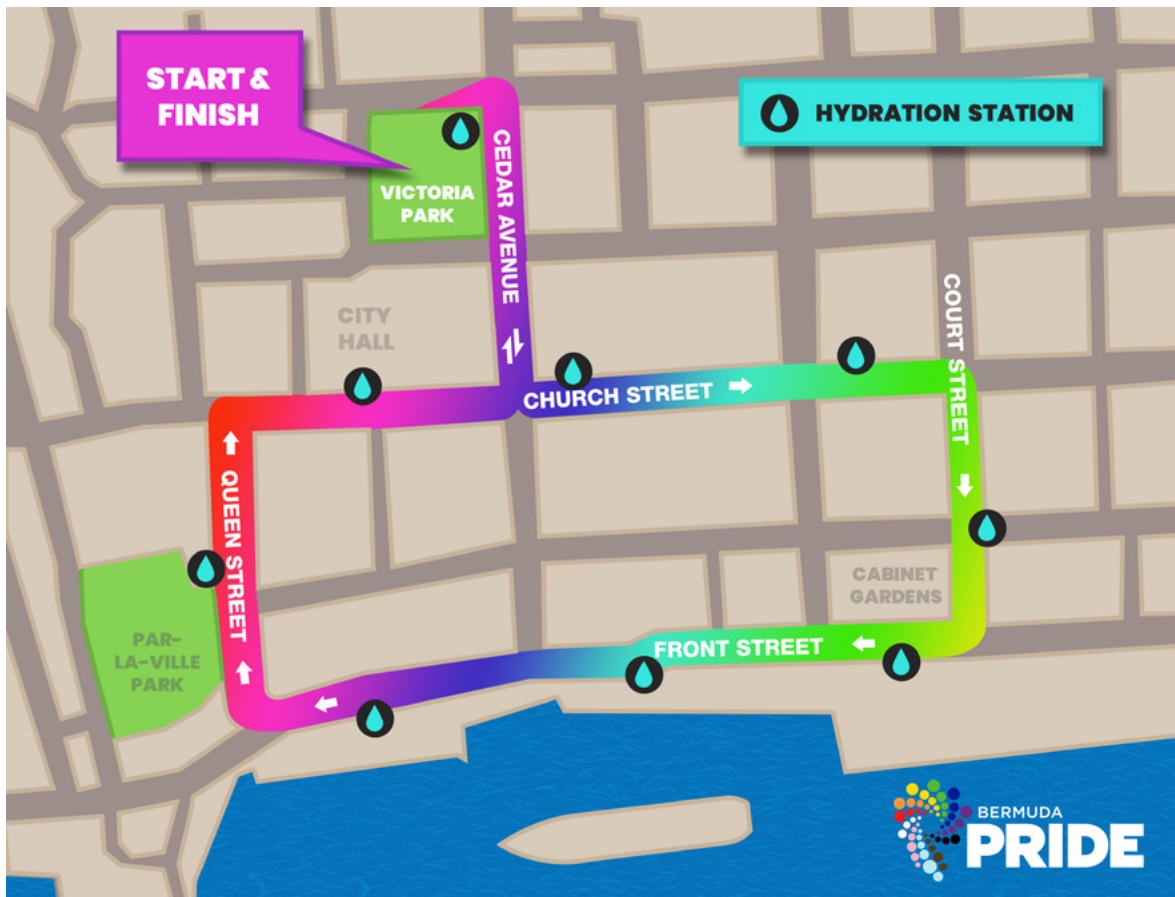 START &
FINISH
HYDRATION STATION
VICTORIA
PARK
CEDAR AVENUE
CITY
HALL
COURT STREET
CHURCH STREET
QUEEN STREET
CABINET
GARDENS
PAR-
LA-VILLE
PARK
FRONT STREET
BERMUDA
PRIDE